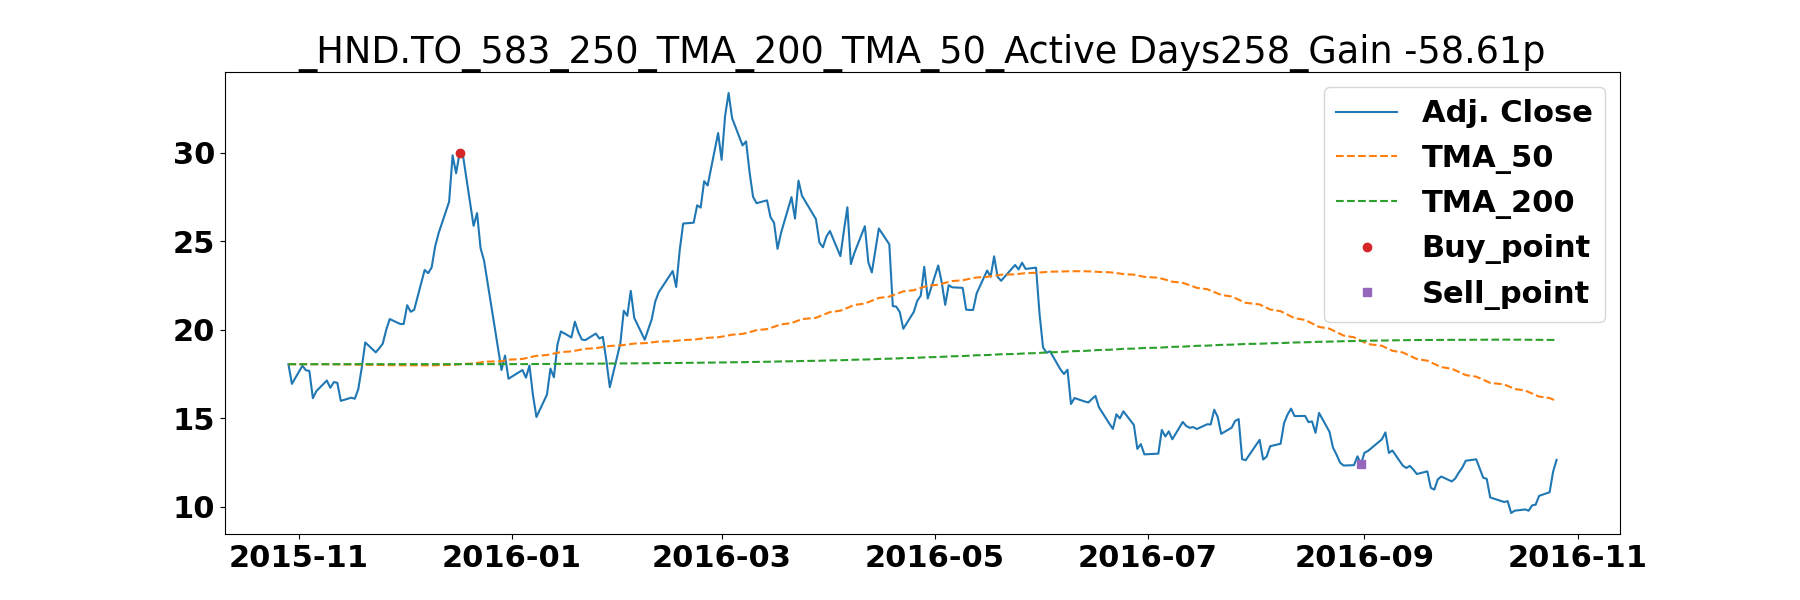 _HND.TO_583_250_TMA_200_TMA_50_Active Days258_Gain -58.61p
Adj. Close
TMA_50
TMA_200
Buy_point
Sell_point
30
25
20
15
10
2015-11
2016-01
2016-03
2016-05
2016-07
2016-09
2016-11